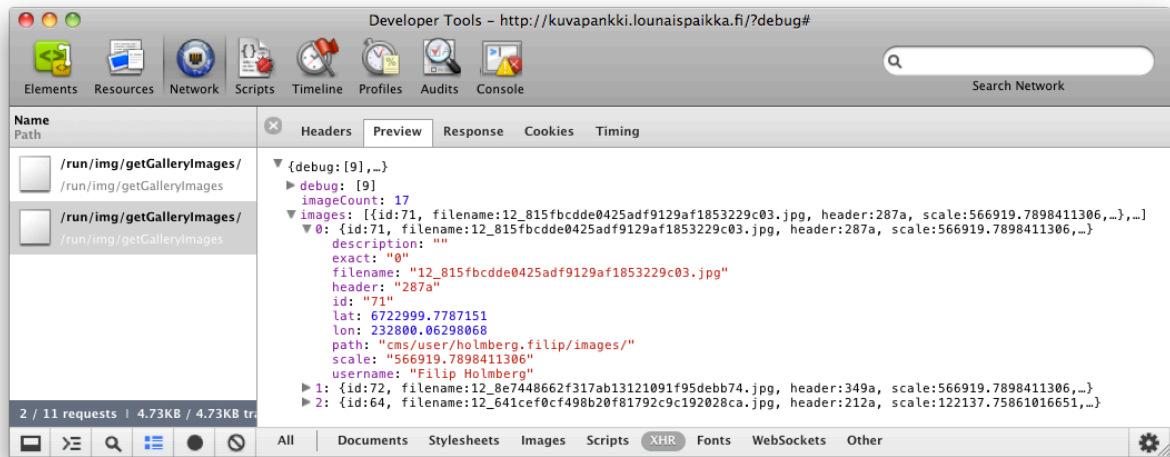 Developer Tools - http://kuvapankki.lounaispaikka.fi/?debug#
Elements Resources Network Scripts Timeline Profiles Audits Console
Search Network
Name
Path
/run/img/getGalleryImages/
/run/img/getGalleryImages
/run/img/getGalleryImages/
/run/img/getGalleryImages
2 / 11 requests | 4.73KB / 4.73KB tra
Headers Preview Response Cookies Timing
{debug:[9],…}
debug: [9]
imageCount: 17
images: [{id:71, filename:12_815fbcdde0425adf9129af1853229c03.jpg, header:287a, scale:566919.7898411306,…},…]
0: {id:71, filename:12_815fbcdde0425adf9129af1853229c03.jpg, header:287a, scale:566919.7898411306,…}
description: ""
exact: "0"
filename: "12_815fbcdde0425adf9129af1853229c03.jpg"
header: "287a"
id: "71"
lat: 6722999.7787151
lon: 232800.06298068
path: "cms/user/holmberg.filip/images/"
scale: "566919.7898411306"
username: "Filip Holmberg"
1: {id:72, filename:12_8e7448662f317ab13121091f95debb74.jpg, header:349a, scale:566919.7898411306,…}
2: {id:64, filename:12_641cef0cf498b20f81792c9c192028ca.jpg, header:212a, scale:122137.75861016651,…}
All Documents Stylesheets Images Scripts XHR Fonts WebSockets Other